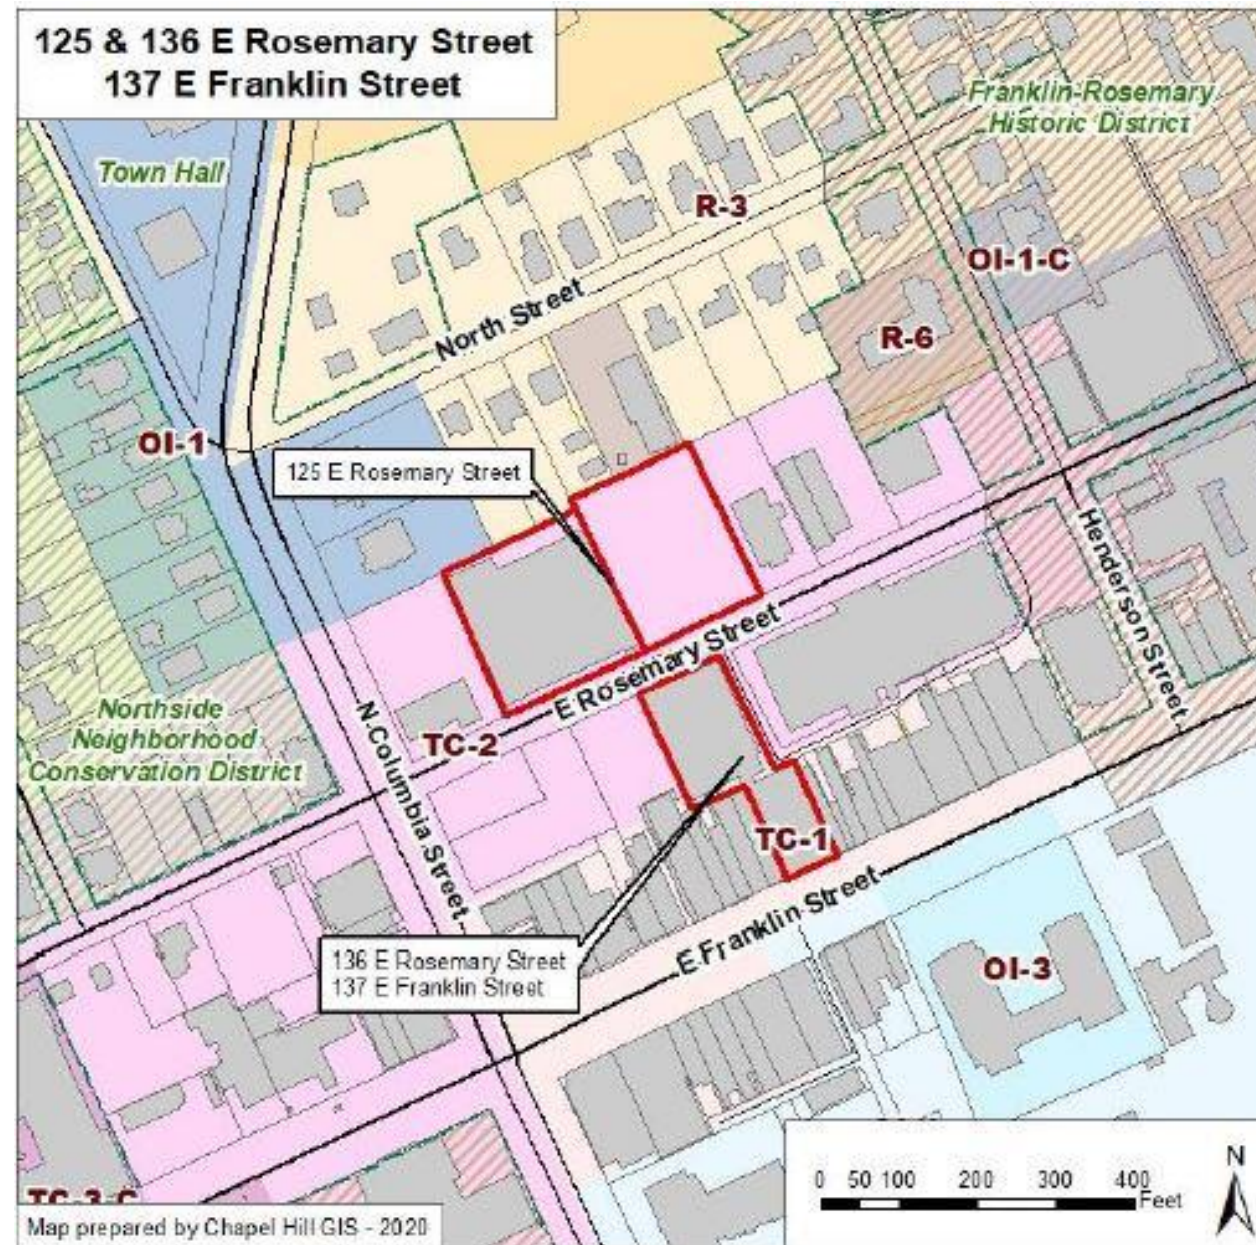 125 & 136 E Rosemary Street
137 E Franklin Street
Franklin-Rosemary
Historic District
Town Hall
R-3
OI-1-C
North Street
R-6
OI-1
125 E Rosemary Street
Henderson Street
E Rosemary Street
Northside
Neighborhood
Conservation District
N Columbia Street
TC-2
TC-1
E Franklin Street
136 E Rosemary Street
137 E Franklin Street
OI-3
TC-3-C
0 50 100 200 300 400
Feet
N
Map prepared by Chapel Hill GIS - 2020